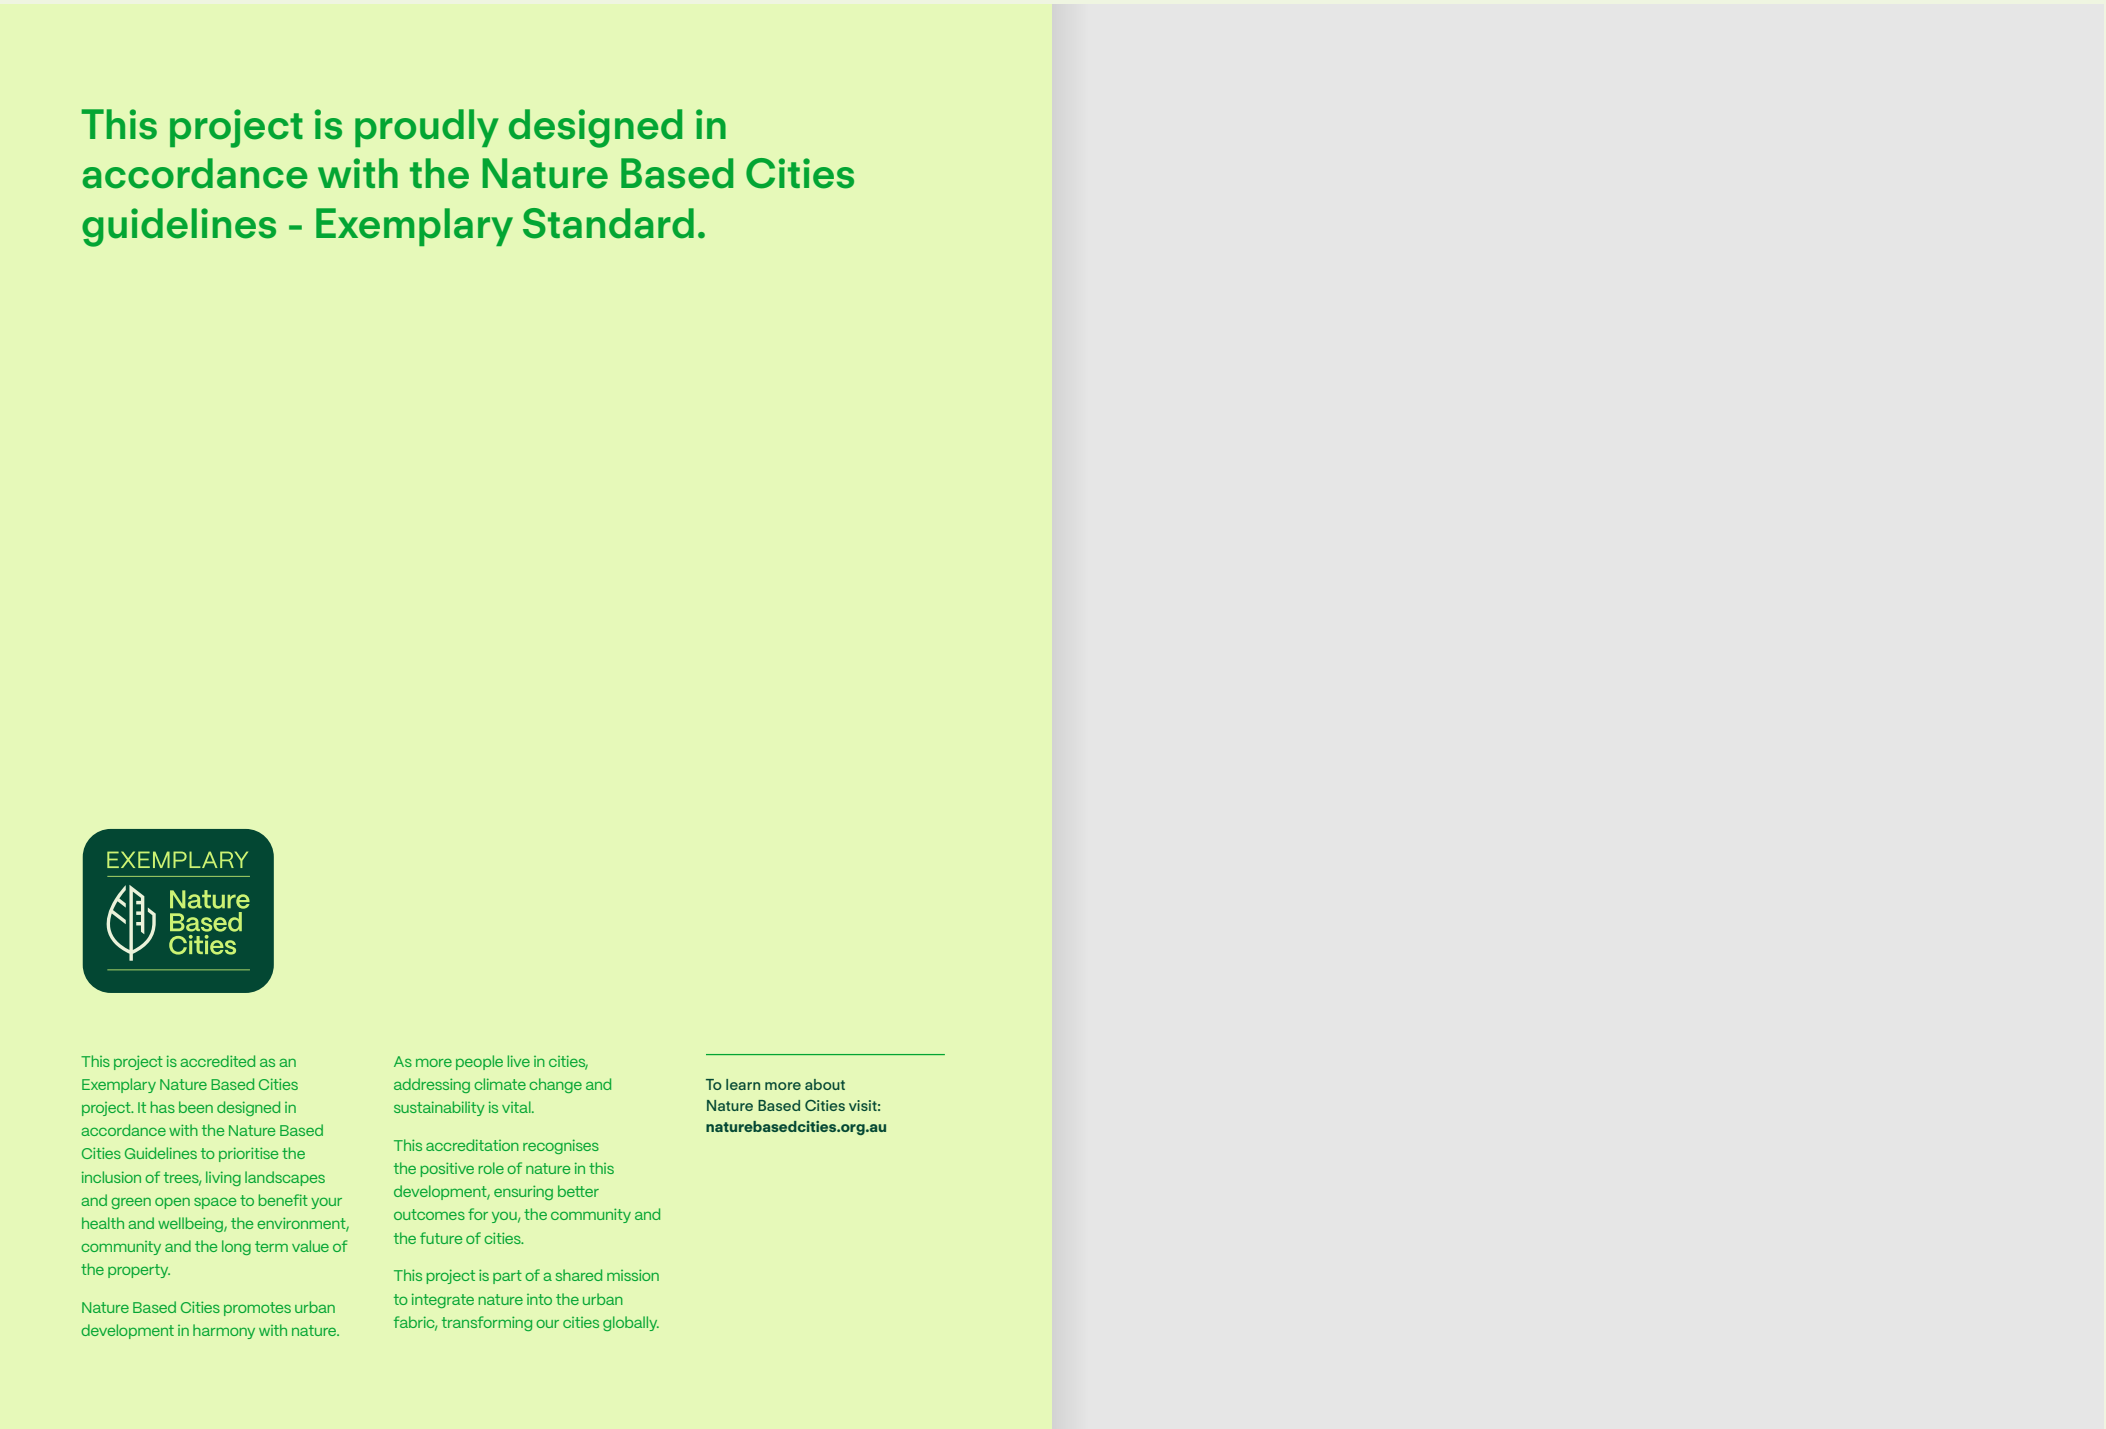 This project is proudly designed in
accordance with the Nature Based Cities
guidelines - Exemplary Standard.
EXEMPLARY
Nature
Based
Cities
This project is accredited as an
Exemplary Nature Based Cities
project. It has been designed in
accordance with the Nature Based
Cities Guidelines to prioritise the
inclusion of trees, living landscapes
and green open space to benefit your
health and wellbeing, the environment,
community and the long term value of
the property.
Nature Based Cities promotes urban
development in harmony with nature.
As more people live in cities,
addressing climate change and
sustainability is vital.
This accreditation recognises
the positive role of nature in this
development, ensuring better
outcomes for you, the community and
the future of cities.
This project is part of a shared mission
to integrate nature into the urban
fabric, transforming our cities globally.
To learn more about
Nature Based Cities visit:
naturebasedcities.org.au